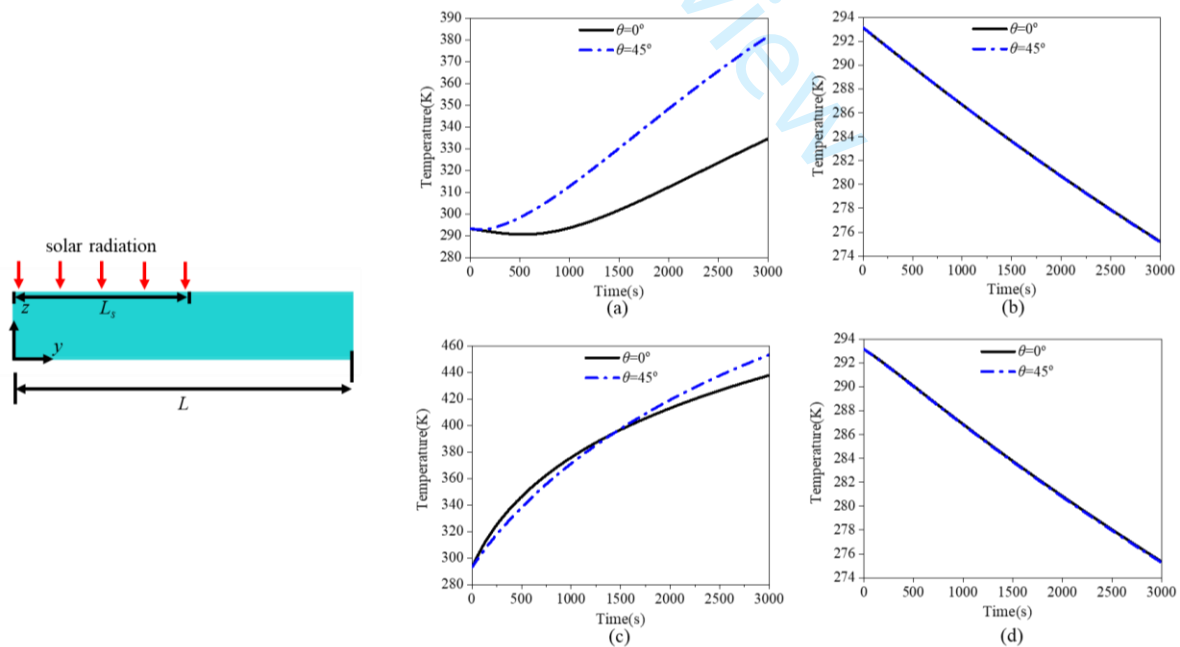 solar radiation
z
L_s
y
L
view
390
380
370
360
350
340
330
320
310
300
290
280
0 500 1000 1500 2000 2500 3000
Temperature(K)
Time(s)
θ=0°
θ=45°
(a)
294
292
290
288
286
284
282
280
278
276
274
0 500 1000 1500 2000 2500 3000
Temperature(K)
Time(s)
θ=0°
θ=45°
(b)
460
440
420
400
380
360
340
320
300
280
0 500 1000 1500 2000 2500 3000
Temperature(K)
Time(s)
θ=0°
θ=45°
(c)
294
292
290
288
286
284
282
280
278
276
274
0 500 1000 1500 2000 2500 3000
Temperature(K)
Time(s)
θ=0°
θ=45°
(d)